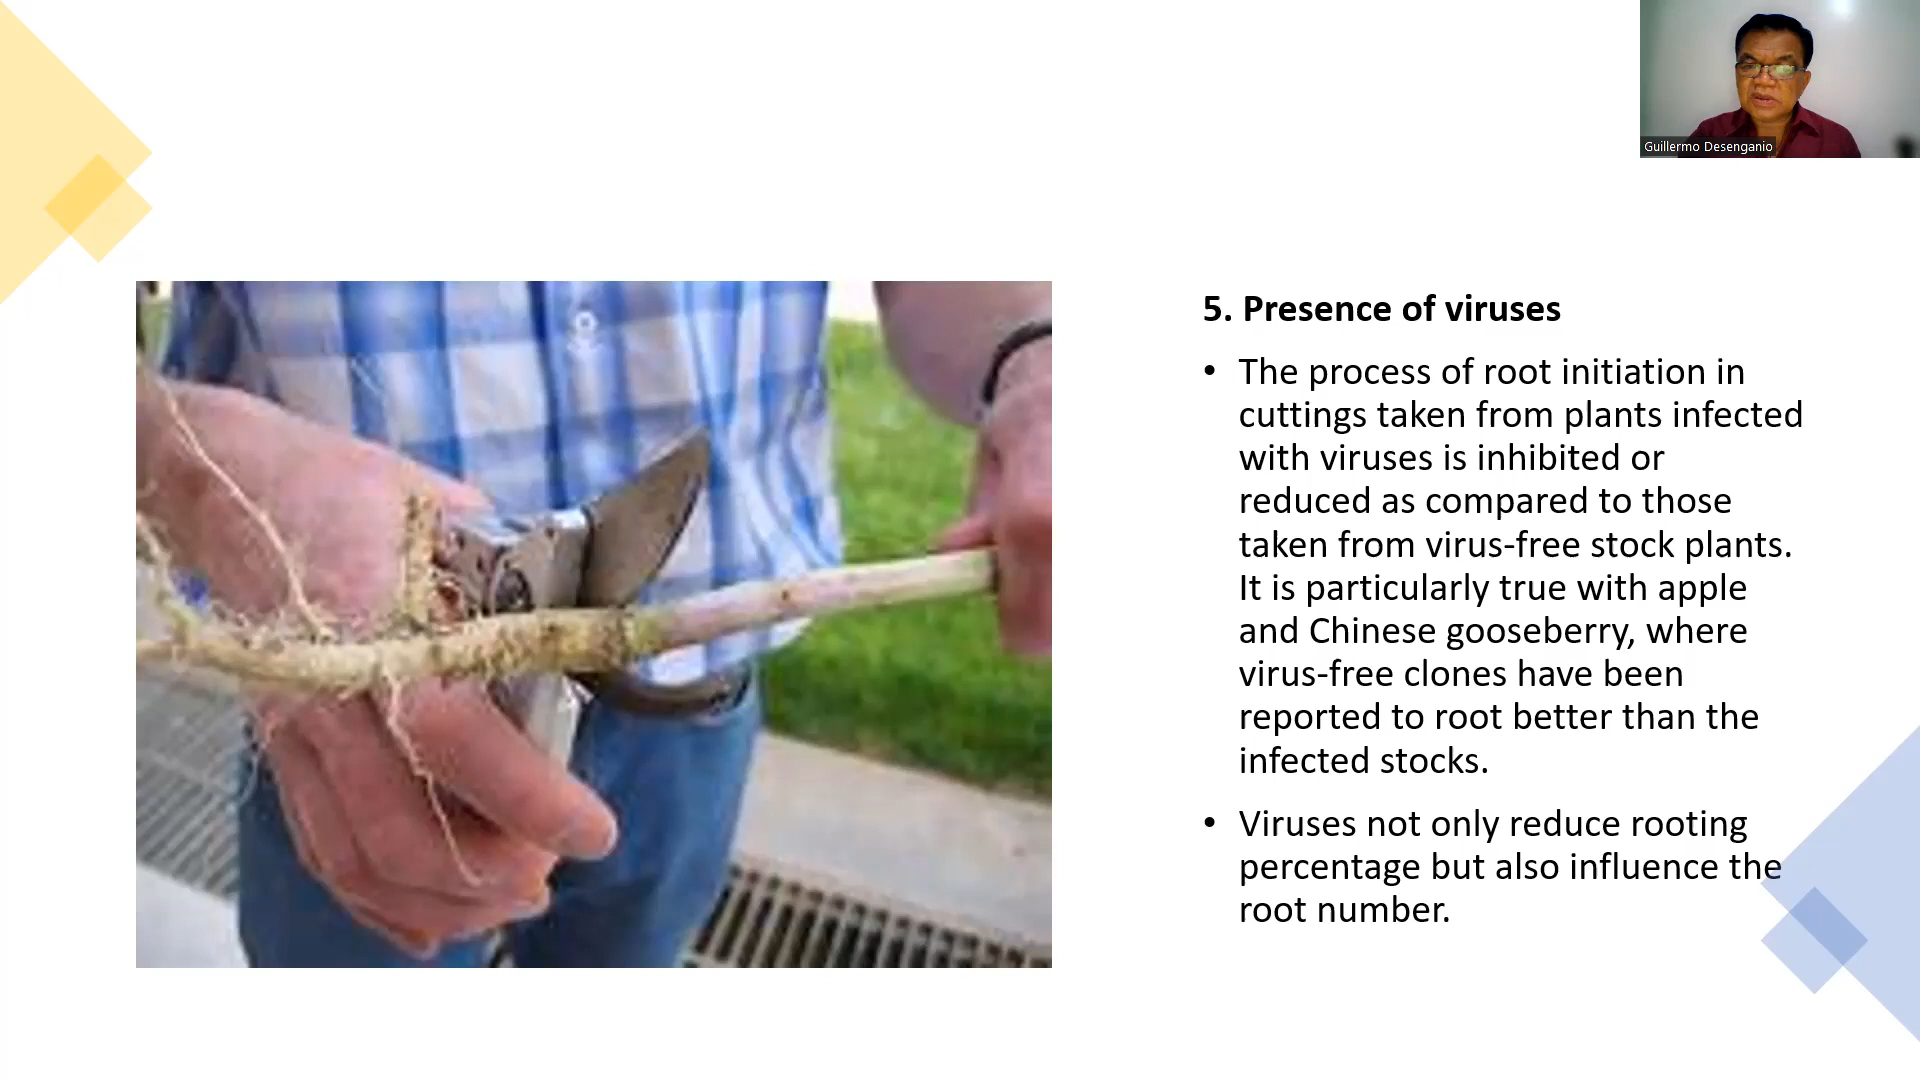 Guillermo Desenganio
5. Presence of viruses
• The process of root initiation in
cuttings taken from plants infected
with viruses is inhibited or
reduced as compared to those
taken from virus-free stock plants.
It is particularly true with apple
and Chinese gooseberry, where
virus-free clones have been
reported to root better than the
infected stocks.
• Viruses not only reduce rooting
percentage but also influence the
root number.